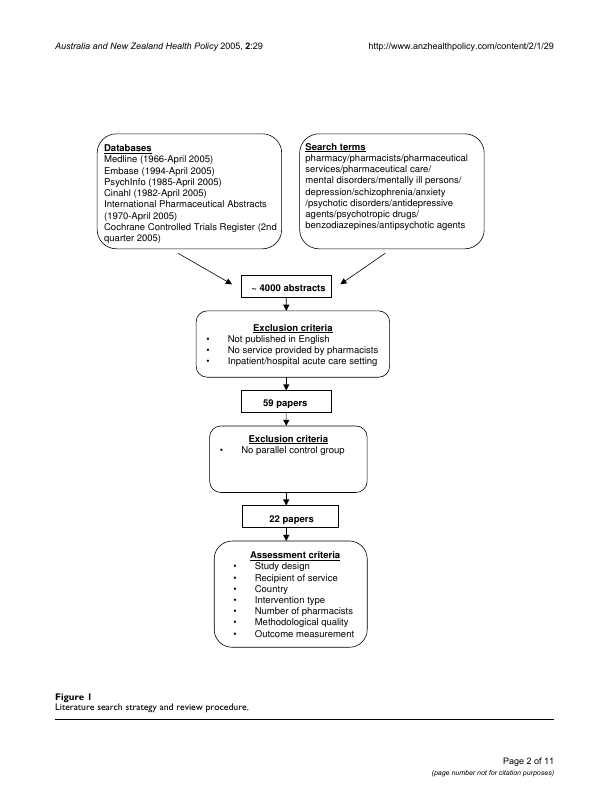 Australia and New Zealand Health Policy 2005, 2:29
http://www.anzhealthpolicy.com/content/2/1/29
Databases
Medline (1966-April 2005)
Embase (1994-April 2005)
PsychInfo (1985-April 2005)
Cinahl (1982-April 2005)
International Pharmaceutical Abstracts
(1970-April 2005)
Cochrane Controlled Trials Register (2nd
quarter 2005)
Search terms
pharmacy/pharmacists/pharmaceutical
services/pharmaceutical care/
mental disorders/mentally ill persons/
depression/schizophrenia/anxiety
/psychotic disorders/antidepressive
agents/psychotropic drugs/
benzodiazepines/antipsychotic agents
~ 4000 abstracts
Exclusion criteria
• Not published in English
• No service provided by pharmacists
• Inpatient/hospital acute care setting
59 papers
Exclusion criteria
• No parallel control group
22 papers
Assessment criteria
• Study design
• Recipient of service
• Country
• Intervention type
• Number of pharmacists
• Methodological quality
• Outcome measurement
Figure 1
Literature search strategy and review procedure.
Page 2 of 11
(page number not for citation purposes)